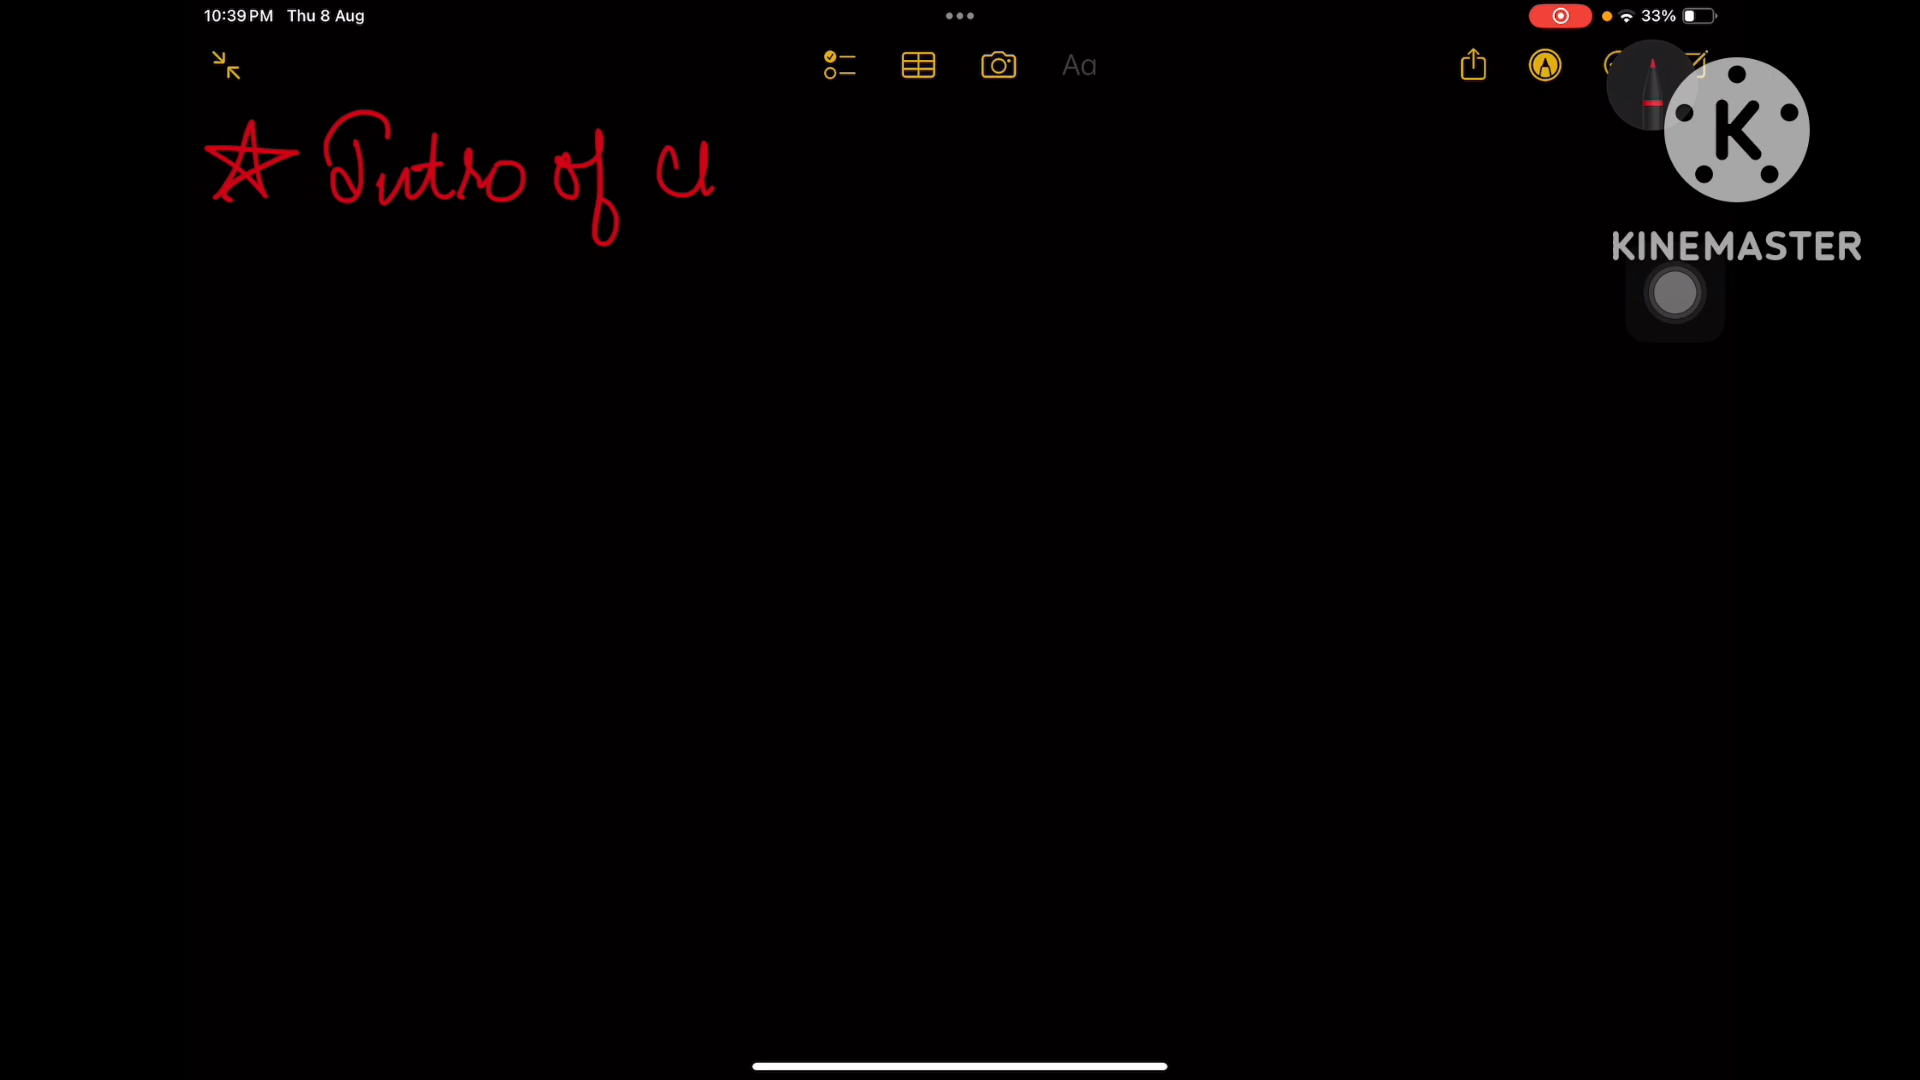 10:39 PM Thu 8 Aug
33%
Aa
K
KINEMASTER
Intro of